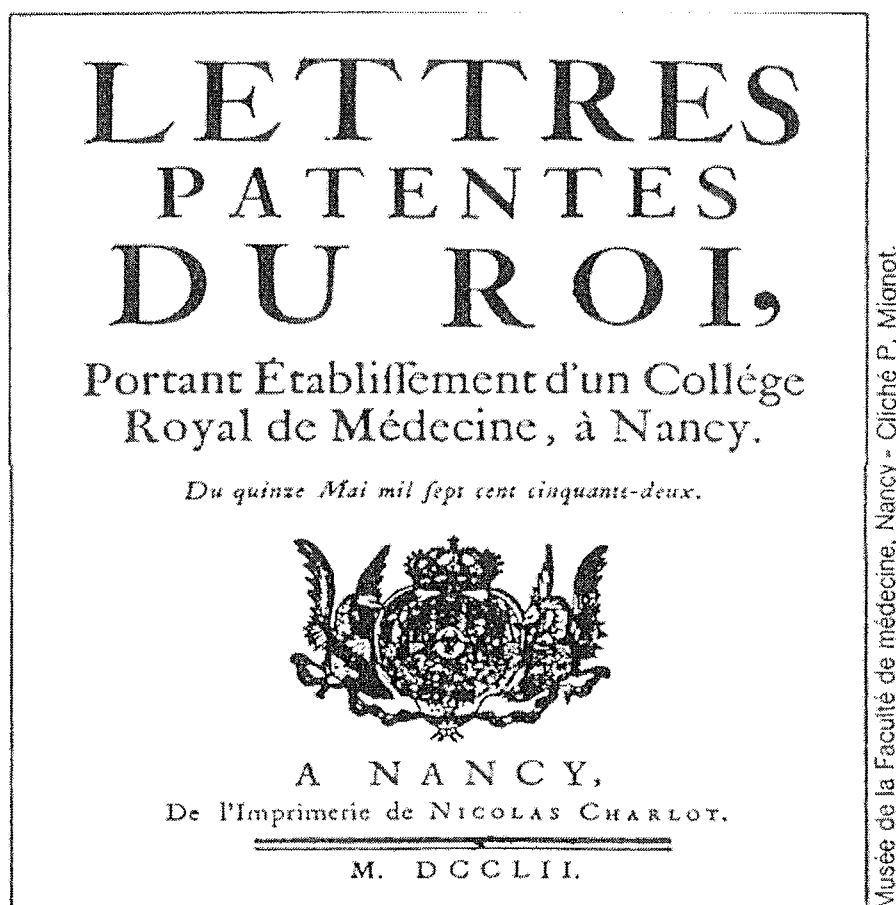 LETTRES
PATENTES
DU ROI,
Portant Établiſſement d'un Collége
Royal de Médecine, à Nancy.
Du quinze Mai mil ſept cent cinquante-deux.
A NANCY,
De l'Imprimerie de NICOLAS CHARLOT.
M. DCCLII.
Musée de la Faculté de médecine, Nancy - Cliché P. Mignot.